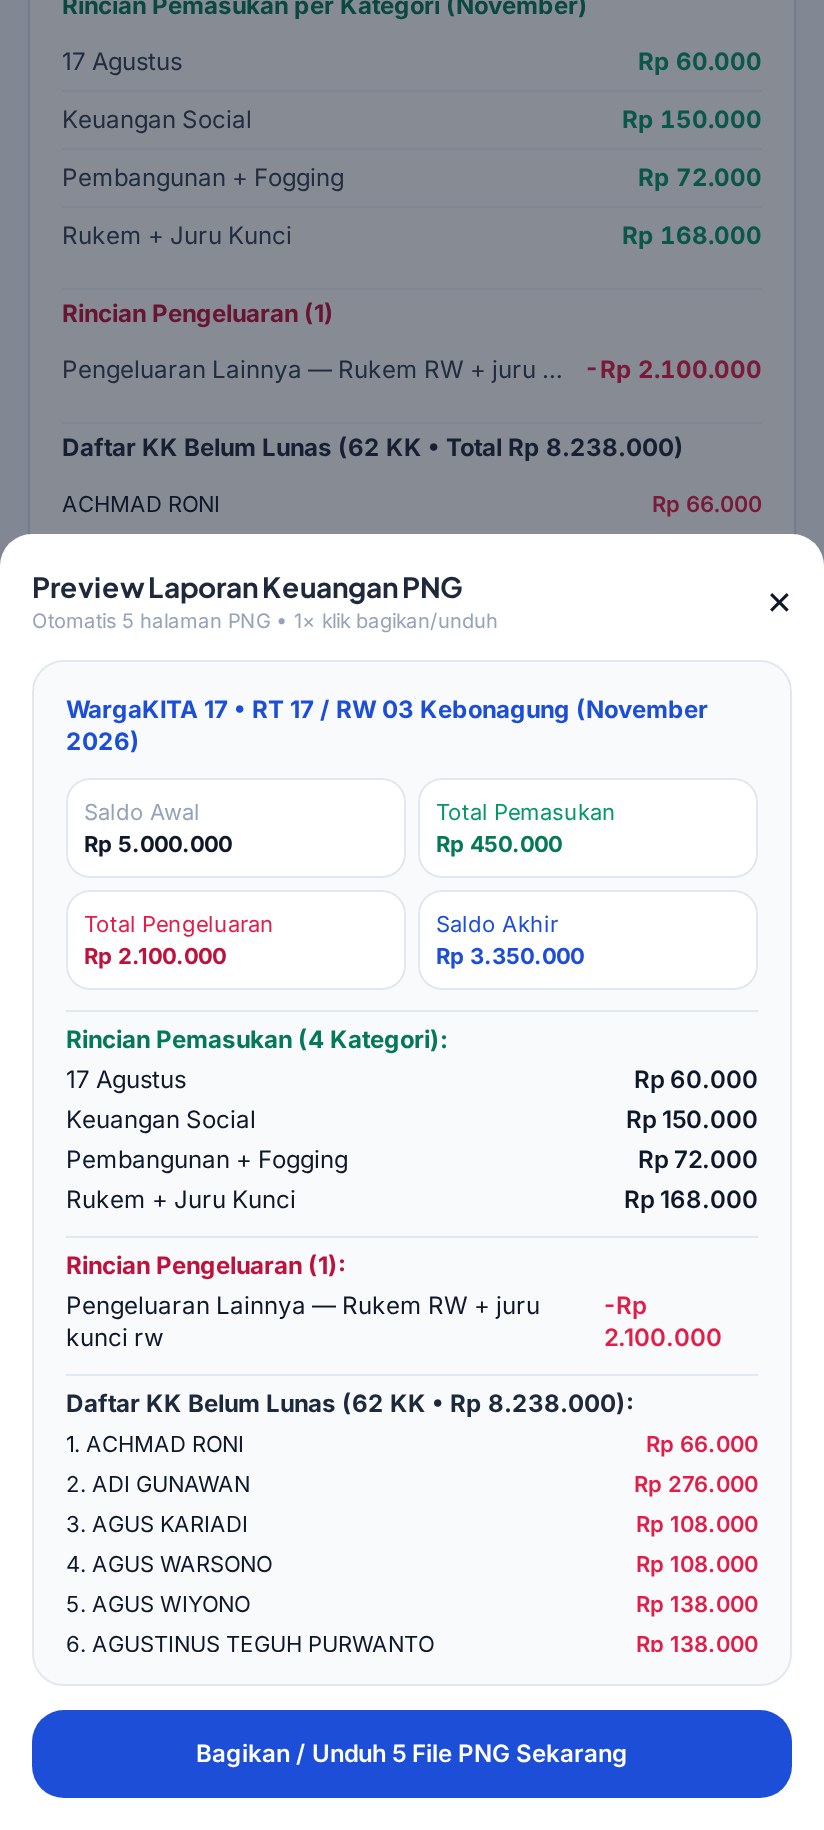 Rincian Pemasukan per Kategori (November)
17 Agustus Rp 60.000
Keuangan Social Rp 150.000
Pembangunan + Fogging Rp 72.000
Rukem + Juru Kunci Rp 168.000
Rincian Pengeluaran (1)
Pengeluaran Lainnya — Rukem RW + juru ... -Rp 2.100.000
Daftar KK Belum Lunas (62 KK • Total Rp 8.238.000)
ACHMAD RONI Rp 66.000
Preview Laporan Keuangan PNG
Otomatis 5 halaman PNG • 1× klik bagikan/unduh
✕
WargaKITA 17 • RT 17 / RW 03 Kebonagung (November
2026)
Saldo Awal
Rp 5.000.000
Total Pemasukan
Rp 450.000
Total Pengeluaran
Rp 2.100.000
Saldo Akhir
Rp 3.350.000
Rincian Pemasukan (4 Kategori):
17 Agustus Rp 60.000
Keuangan Social Rp 150.000
Pembangunan + Fogging Rp 72.000
Rukem + Juru Kunci Rp 168.000
Rincian Pengeluaran (1):
Pengeluaran Lainnya — Rukem RW + juru -Rp
kunci rw 2.100.000
Daftar KK Belum Lunas (62 KK • Rp 8.238.000):
1. ACHMAD RONI Rp 66.000
2. ADI GUNAWAN Rp 276.000
3. AGUS KARIADI Rp 108.000
4. AGUS WARSONO Rp 108.000
5. AGUS WIYONO Rp 138.000
6. AGUSTINUS TEGUH PURWANTO Rp 138.000
Bagikan / Unduh 5 File PNG Sekarang